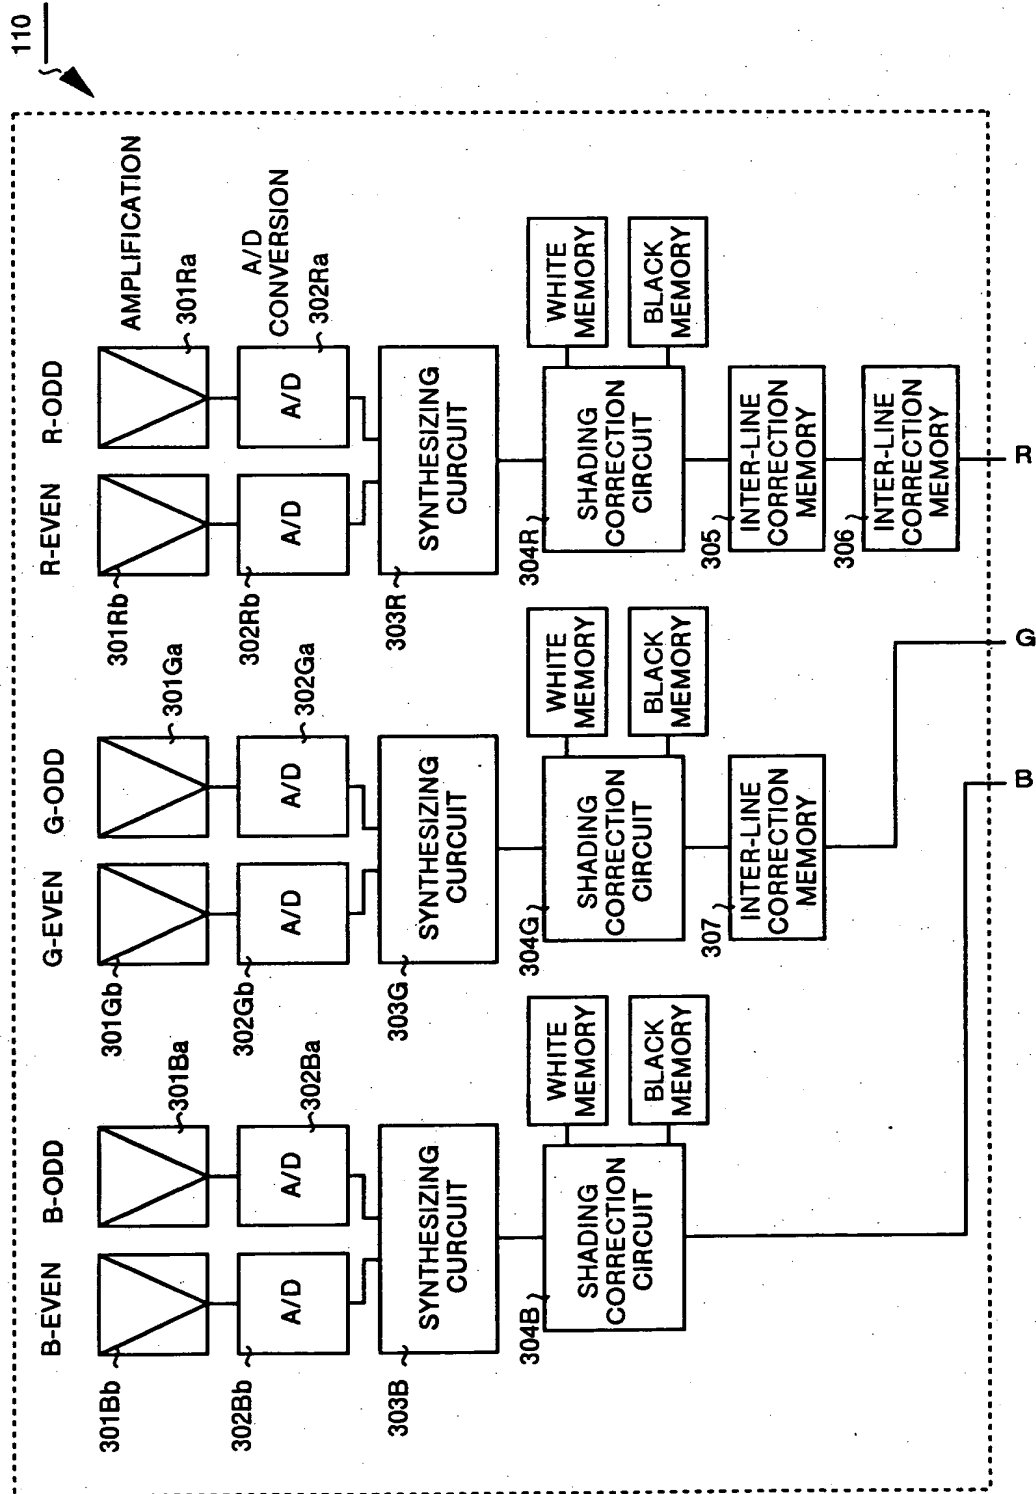 110
B-EVEN
B-ODD
G-EVEN
G-ODD
R-EVEN
R-ODD
AMPLIFICATION
301Bb
301Ba
301Gb
301Ga
301Rb
301Ra
A/D
CONVERSION
302Bb
A/D
A/D
302Ba
302Gb
A/D
A/D
302Ga
302Rb
A/D
A/D
302Ra
303B
SYNTHESIZING
CURCUIT
303G
SYNTHESIZING
CURCUIT
303R
SYNTHESIZING
CURCUIT
304B
SHADING
CORRECTION
CIRCUIT
WHITE
MEMORY
BLACK
MEMORY
304G
SHADING
CORRECTION
CIRCUIT
WHITE
MEMORY
BLACK
MEMORY
304R
SHADING
CORRECTION
CIRCUIT
WHITE
MEMORY
BLACK
MEMORY
307
INTER-LINE
CORRECTION
MEMORY
305
INTER-LINE
CORRECTION
MEMORY
306
INTER-LINE
CORRECTION
MEMORY
B
G
R